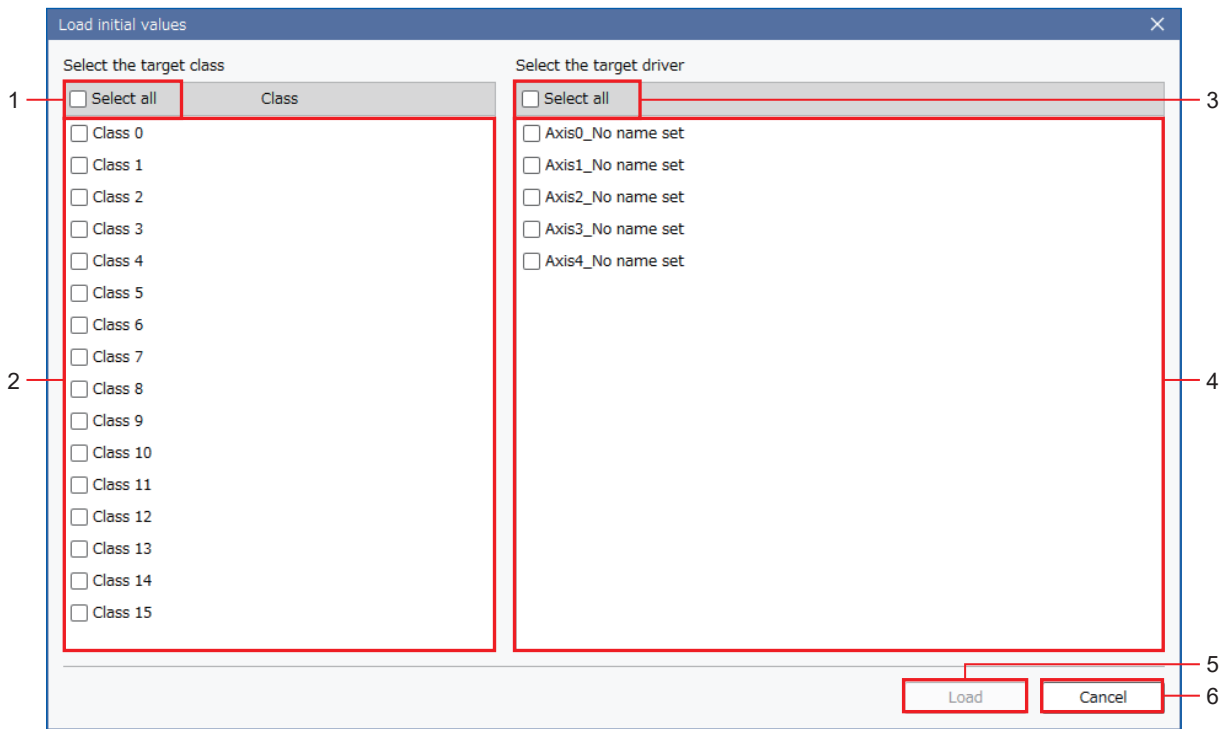 Load initial values
Select the target class
Select the target driver
1
Select all
Class
Select all
3
Class 0
Class 1
Class 2
Class 3
Class 4
Class 5
Class 6
Class 7
Class 8
Class 9
Class 10
Class 11
Class 12
Class 13
Class 14
Class 15
2
Axis0_No name set
Axis1_No name set
Axis2_No name set
Axis3_No name set
Axis4_No name set
4
5
Load
Cancel
6